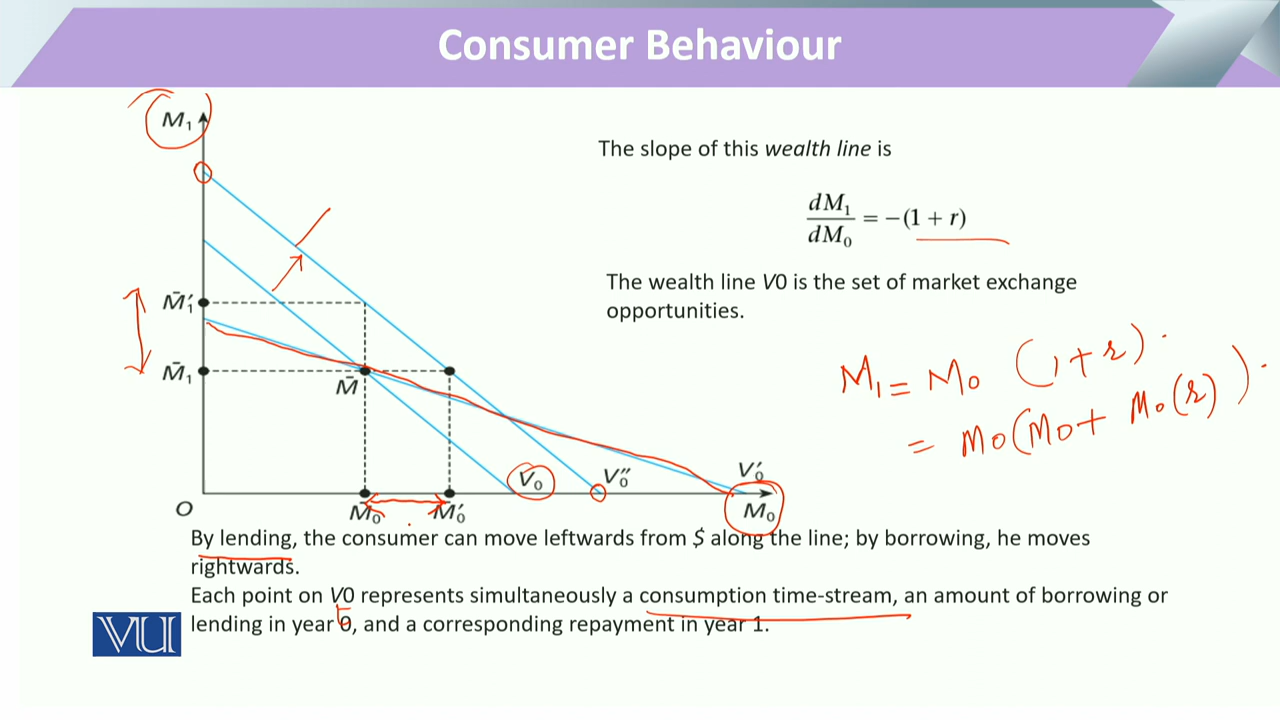 Consumer Behaviour
M₁
The slope of this wealth line is
dM₁/dM₀ = −(1 + r)
The wealth line V0 is the set of market exchange
opportunities.
M̄′₁
M̄₁
M̄
M₁ = M₀ (1+r).
= M₀(M₀+ M₀(r)).
V₀
V″₀
V′₀
O
M̄₀
M̄′₀
M₀
By lending, the consumer can move leftwards from $ along the line; by borrowing, he moves
rightwards.
Each point on V0 represents simultaneously a consumption time-stream, an amount of borrowing or
lending in year 0, and a corresponding repayment in year 1.
VU